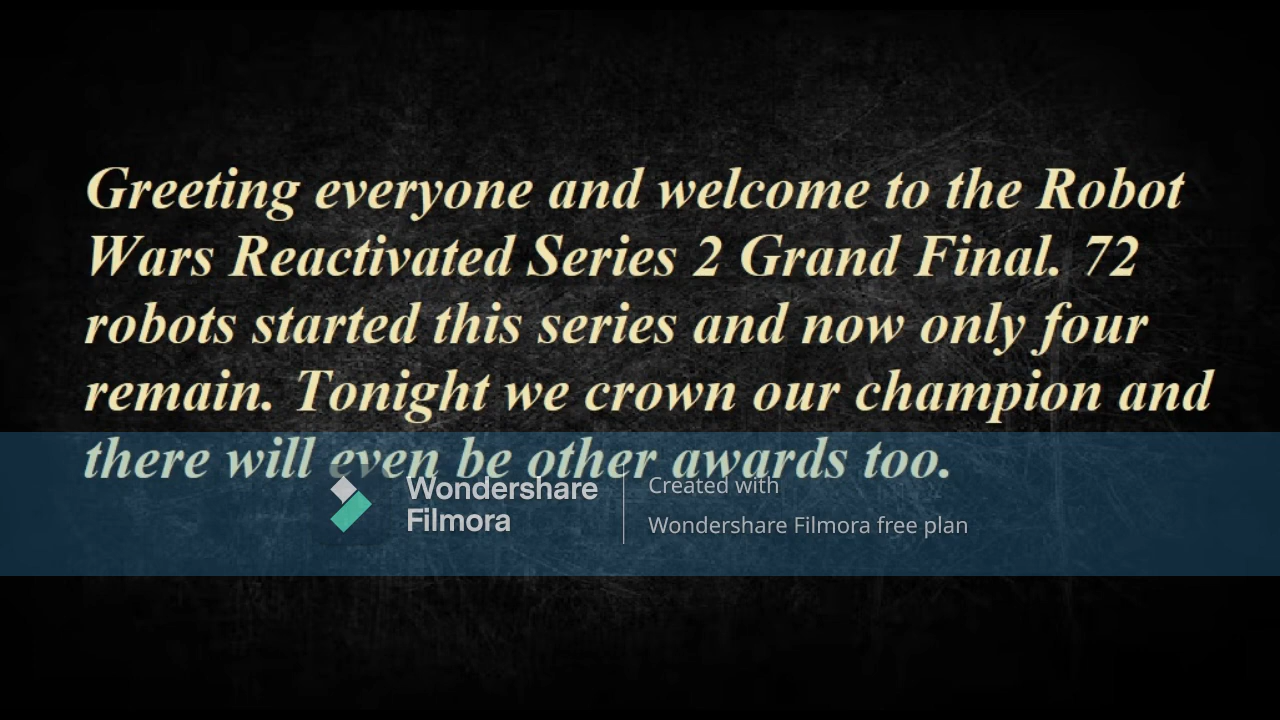 Greeting everyone and welcome to the Robot
Wars Reactivated Series 2 Grand Final. 72
robots started this series and now only four
remain. Tonight we crown our champion and
there will even be other awards too.
Wondershare
Filmora
Created with
Wondershare Filmora free plan